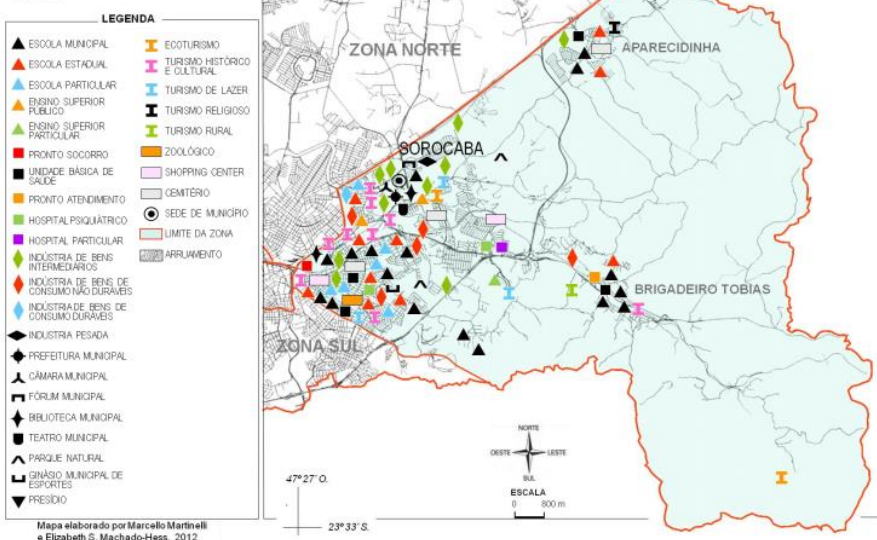 LEGENDA
ESCOLA MUNICIPAL
ESCOLA ESTADUAL
ESCOLA PARTICULAR
ENSINO SUPERIOR
PÚBLICO
ENSINO SUPERIOR
PARTICULAR
PRONTO SOCORRO
UNIDADE BÁSICA DE
SAÚDE
PRONTO ATENDIMENTO
HOSPITAL PSIQUIÁTRICO
HOSPITAL PARTICULAR
INDÚSTRIA DE BENS
INTERMEDIÁRIOS
INDÚSTRIA DE BENS DE
CONSUMO NÃO DURÁVEIS
INDÚSTRIA DE BENS DE
CONSUMO DURÁVEIS
INDUSTRIA PESADA
PREFEITURA MUNICIPAL
CÂMARA MUNICIPAL
FÓRUM MUNICIPAL
BIBLIOTECA MUNICIPAL
TEATRO MUNICIPAL
PARQUE NATURAL
GINÁSIO MUNICIPAL DE
ESPORTES
PRESÍDIO
ECOTURISMO
TURISMO HISTÓRICO
E CULTURAL
TURISMO DE LAZER
TURISMO RELIGIOSO
TURISMO RURAL
ZOOLÓGICO
SHOPPING CENTER
CEMITÉRIO
SEDE DE MUNICÍPIO
LIMITE DA ZONA
ARRUAMENTO
Mapa elaborado por Marcello Martinelli
e Elizabeth S. Machado-Hess, 2012
ZONA NORTE
APARECIDINHA
SOROCABA
BRIGADEIRO TOBIAS
ZONA SUL
NORTE
OESTE
LESTE
SUL
ESCALA
0 800 m
47° 27' O.
23° 33' S.